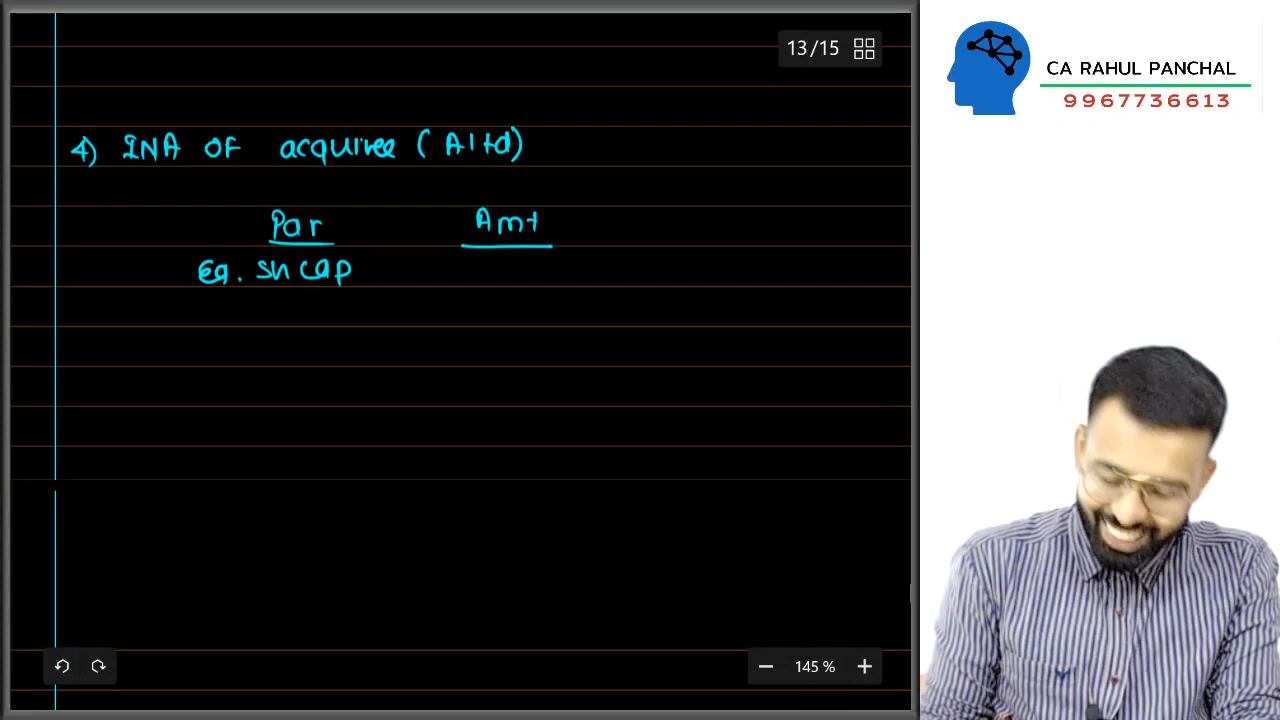 13/15
4) INA OF acquiree (A ltd)
Par Amt
Eq. sh cap
145 %
CA RAHUL PANCHAL
9967736613